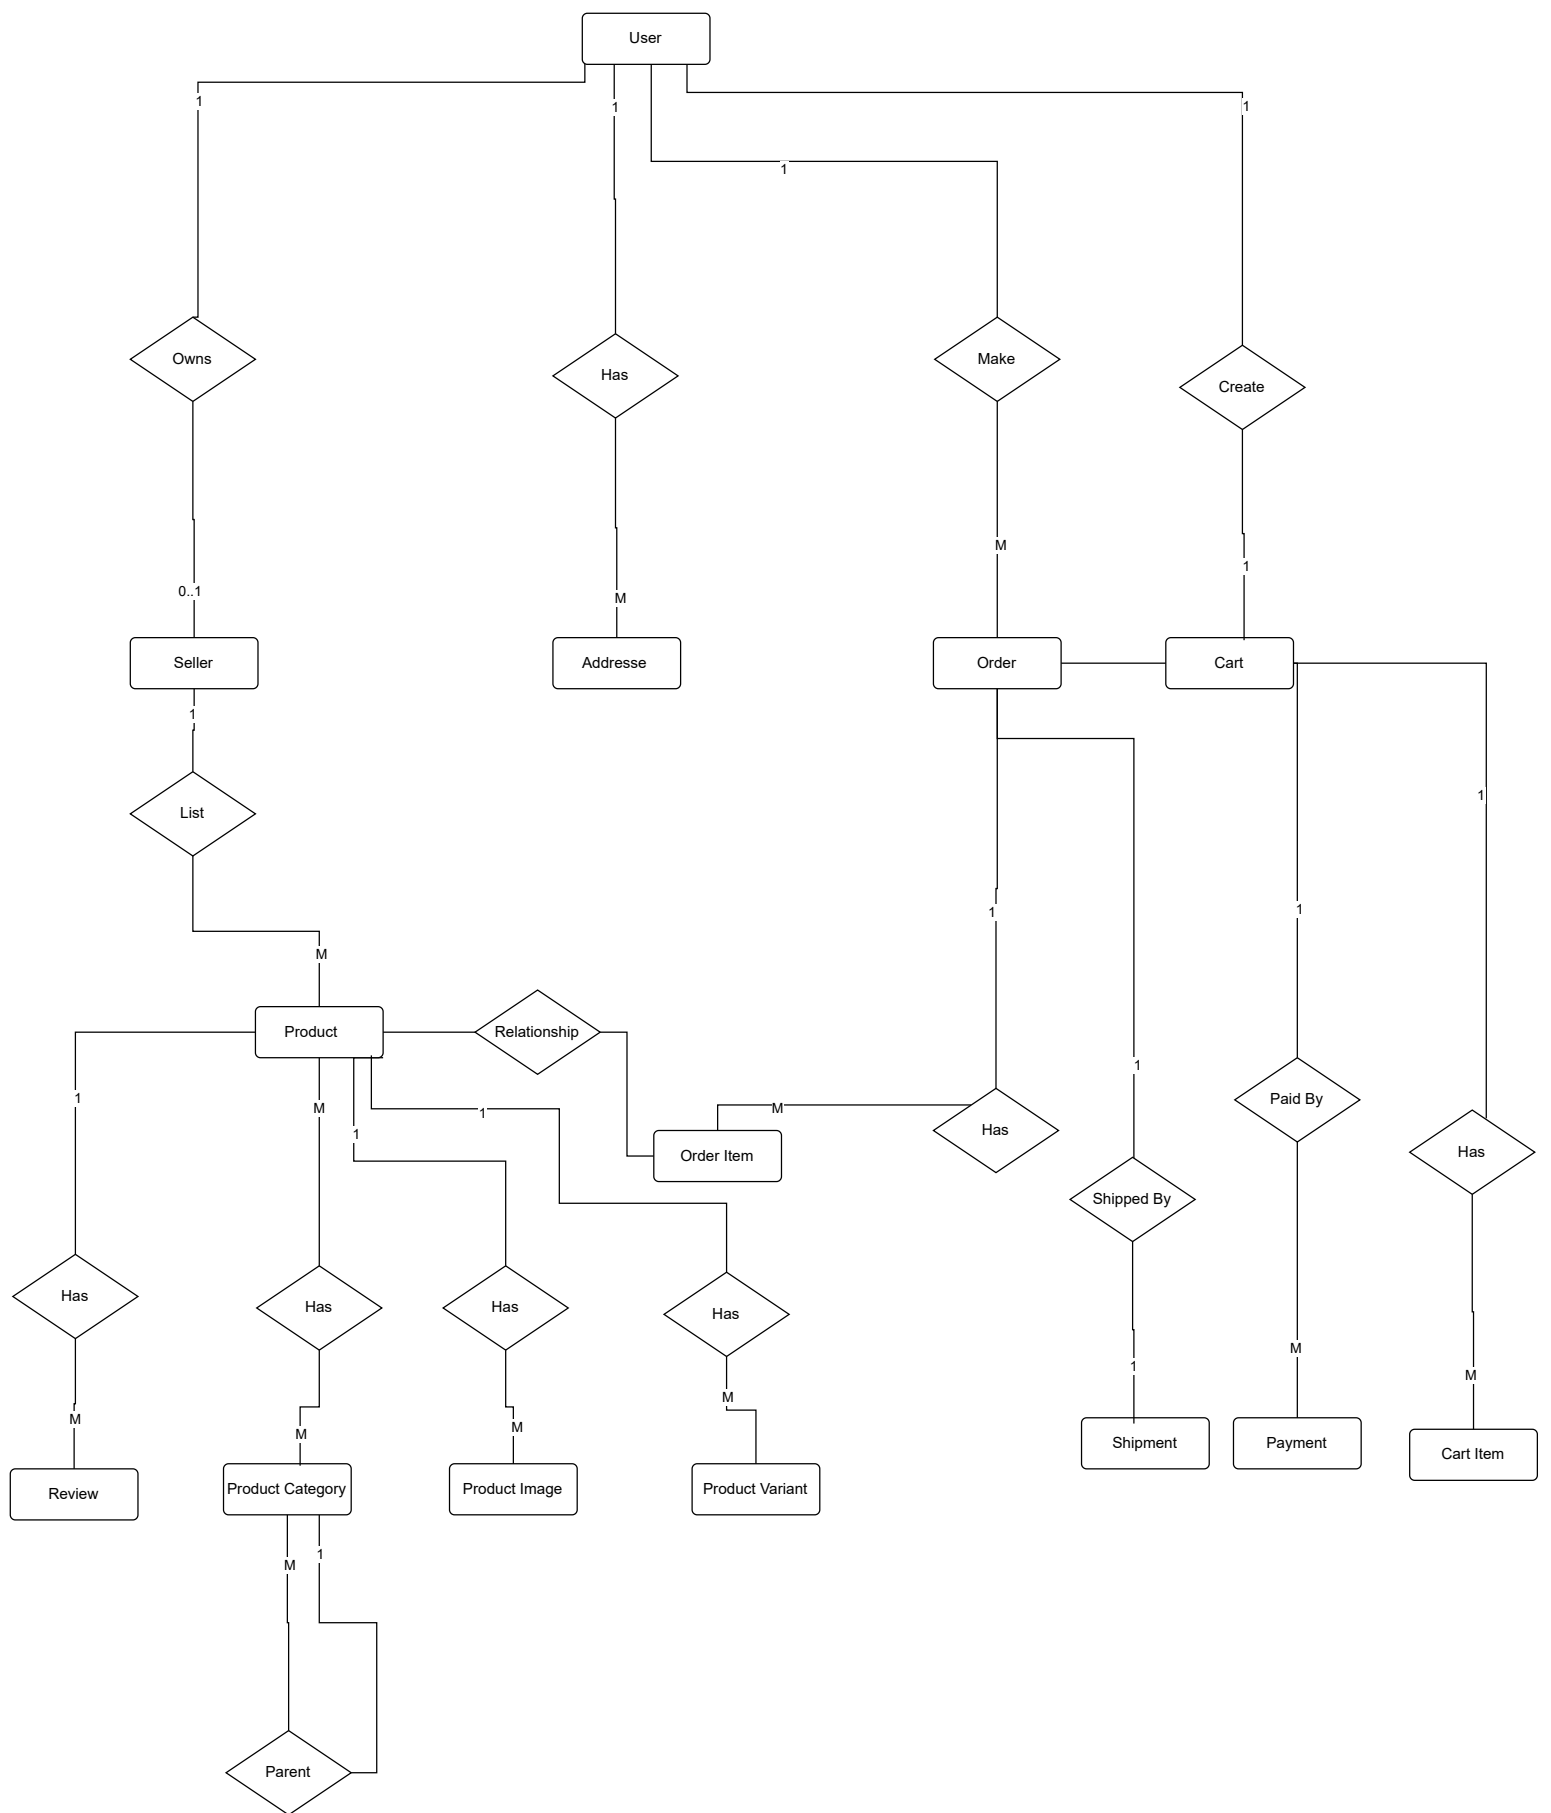 User
1
1
1
1
Owns
Has
Make
Create
M
1
0..1
M
Seller
Addresse
Order
Cart
1
1
List
1
1
M
Product
Relationship
1
1
M
1
1
M
Paid By
Has
Order Item
Has
Shipped By
Has
Has
Has
Has
M
1
M
M
M
M
M
M
Shipment
Payment
Cart Item
Review
Product Category
Product Image
Product Variant
M
1
Parent